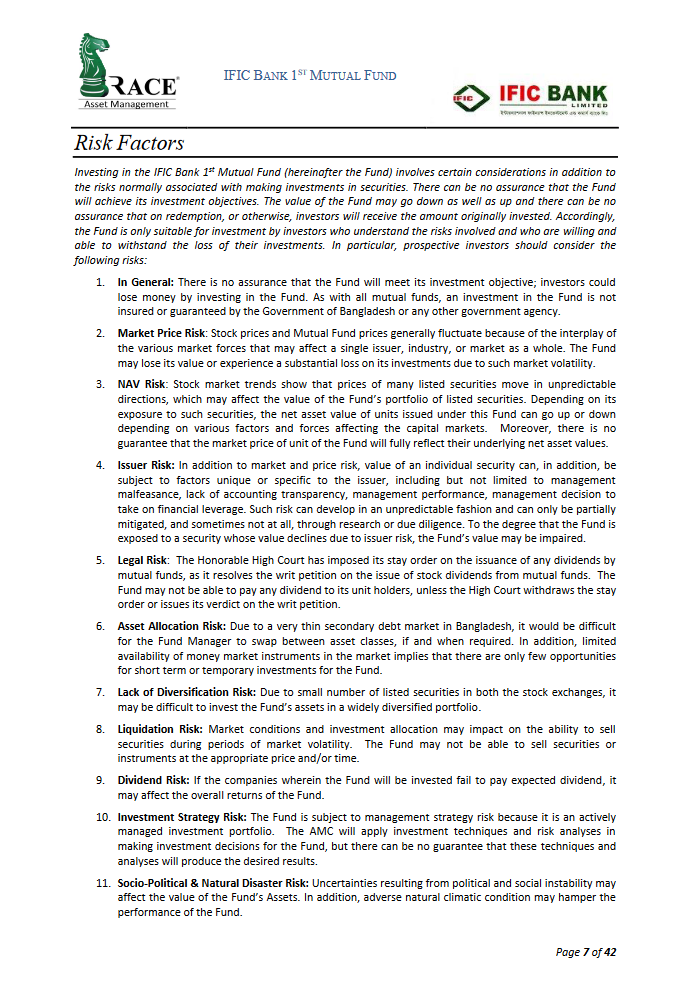 RACE®
Asset Management
IFIC BANK 1ST MUTUAL FUND
IFIC
IFIC BANK
LIMITED
Risk Factors
Investing in the IFIC Bank 1st Mutual Fund (hereinafter the Fund) involves certain considerations in addition to
the risks normally associated with making investments in securities. There can be no assurance that the Fund
will achieve its investment objectives. The value of the Fund may go down as well as up and there can be no
assurance that on redemption, or otherwise, investors will receive the amount originally invested. Accordingly,
the Fund is only suitable for investment by investors who understand the risks involved and who are willing and
able to withstand the loss of their investments. In particular, prospective investors should consider the
following risks:
1. In General: There is no assurance that the Fund will meet its investment objective; investors could
lose money by investing in the Fund. As with all mutual funds, an investment in the Fund is not
insured or guaranteed by the Government of Bangladesh or any other government agency.
2. Market Price Risk: Stock prices and Mutual Fund prices generally fluctuate because of the interplay of
the various market forces that may affect a single issuer, industry, or market as a whole. The Fund
may lose its value or experience a substantial loss on its investments due to such market volatility.
3. NAV Risk: Stock market trends show that prices of many listed securities move in unpredictable
directions, which may affect the value of the Fund's portfolio of listed securities. Depending on its
exposure to such securities, the net asset value of units issued under this Fund can go up or down
depending on various factors and forces affecting the capital markets. Moreover, there is no
guarantee that the market price of unit of the Fund will fully reflect their underlying net asset values.
4. Issuer Risk: In addition to market and price risk, value of an individual security can, in addition, be
subject to factors unique or specific to the issuer, including but not limited to management
malfeasance, lack of accounting transparency, management performance, management decision to
take on financial leverage. Such risk can develop in an unpredictable fashion and can only be partially
mitigated, and sometimes not at all, through research or due diligence. To the degree that the Fund is
exposed to a security whose value declines due to issuer risk, the Fund's value may be impaired.
5. Legal Risk: The Honorable High Court has imposed its stay order on the issuance of any dividends by
mutual funds, as it resolves the writ petition on the issue of stock dividends from mutual funds. The
Fund may not be able to pay any dividend to its unit holders, unless the High Court withdraws the stay
order or issues its verdict on the writ petition.
6. Asset Allocation Risk: Due to a very thin secondary debt market in Bangladesh, it would be difficult
for the Fund Manager to swap between asset classes, if and when required. In addition, limited
availability of money market instruments in the market implies that there are only few opportunities
for short term or temporary investments for the Fund.
7. Lack of Diversification Risk: Due to small number of listed securities in both the stock exchanges, it
may be difficult to invest the Fund's assets in a widely diversified portfolio.
8. Liquidation Risk: Market conditions and investment allocation may impact on the ability to sell
securities during periods of market volatility. The Fund may not be able to sell securities or
instruments at the appropriate price and/or time.
9. Dividend Risk: If the companies wherein the Fund will be invested fail to pay expected dividend, it
may affect the overall returns of the Fund.
10. Investment Strategy Risk: The Fund is subject to management strategy risk because it is an actively
managed investment portfolio. The AMC will apply investment techniques and risk analyses in
making investment decisions for the Fund, but there can be no guarantee that these techniques and
analyses will produce the desired results.
11. Socio-Political & Natural Disaster Risk: Uncertainties resulting from political and social instability may
affect the value of the Fund's Assets. In addition, adverse natural climatic condition may hamper the
performance of the Fund.
Page 7 of 42